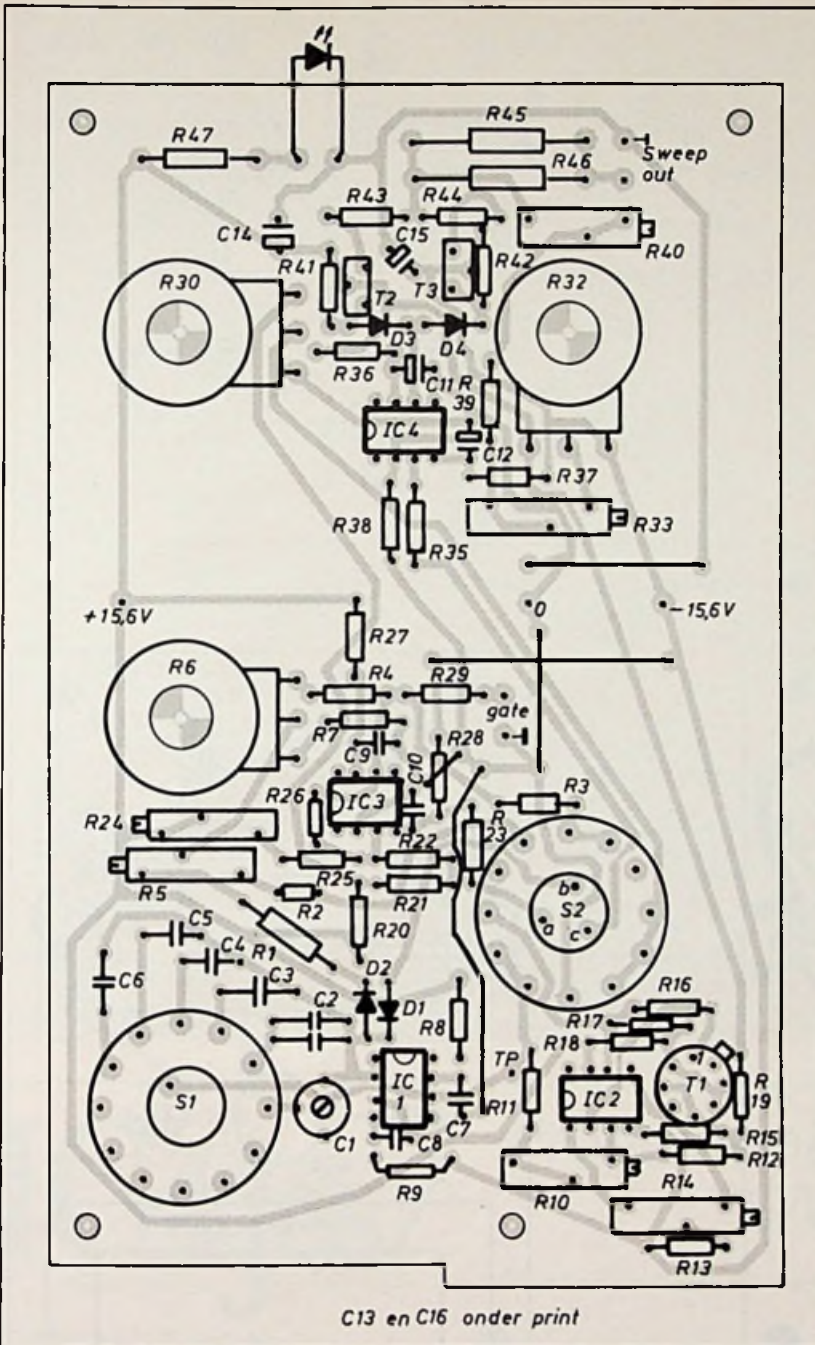 R47
R45
R46
Sweep
out
R43
R44
C14
C15
R40
R41
R42
R30
T2
T3
R32
D3
D4
R36
C11
R
39
IC4
C12
R37
R38
R35
R33
+15,6V
0
-15,6V
R27
R6
R4
R29
gate
R7
R28
C9
C10
R3
R26
IC3
R24
R
23
R22
R5
R25
R21
b
S2
a
c
R2
R20
C5
R1
C4
C6
C3
D2
C2
D1
R8
R16
R17
R18
TP
1
T1
S1
IC
1
R11
IC2
R
19
C7
C1
C8
R15
R12
R9
R14
R10
R13
C13 en C16 onder print